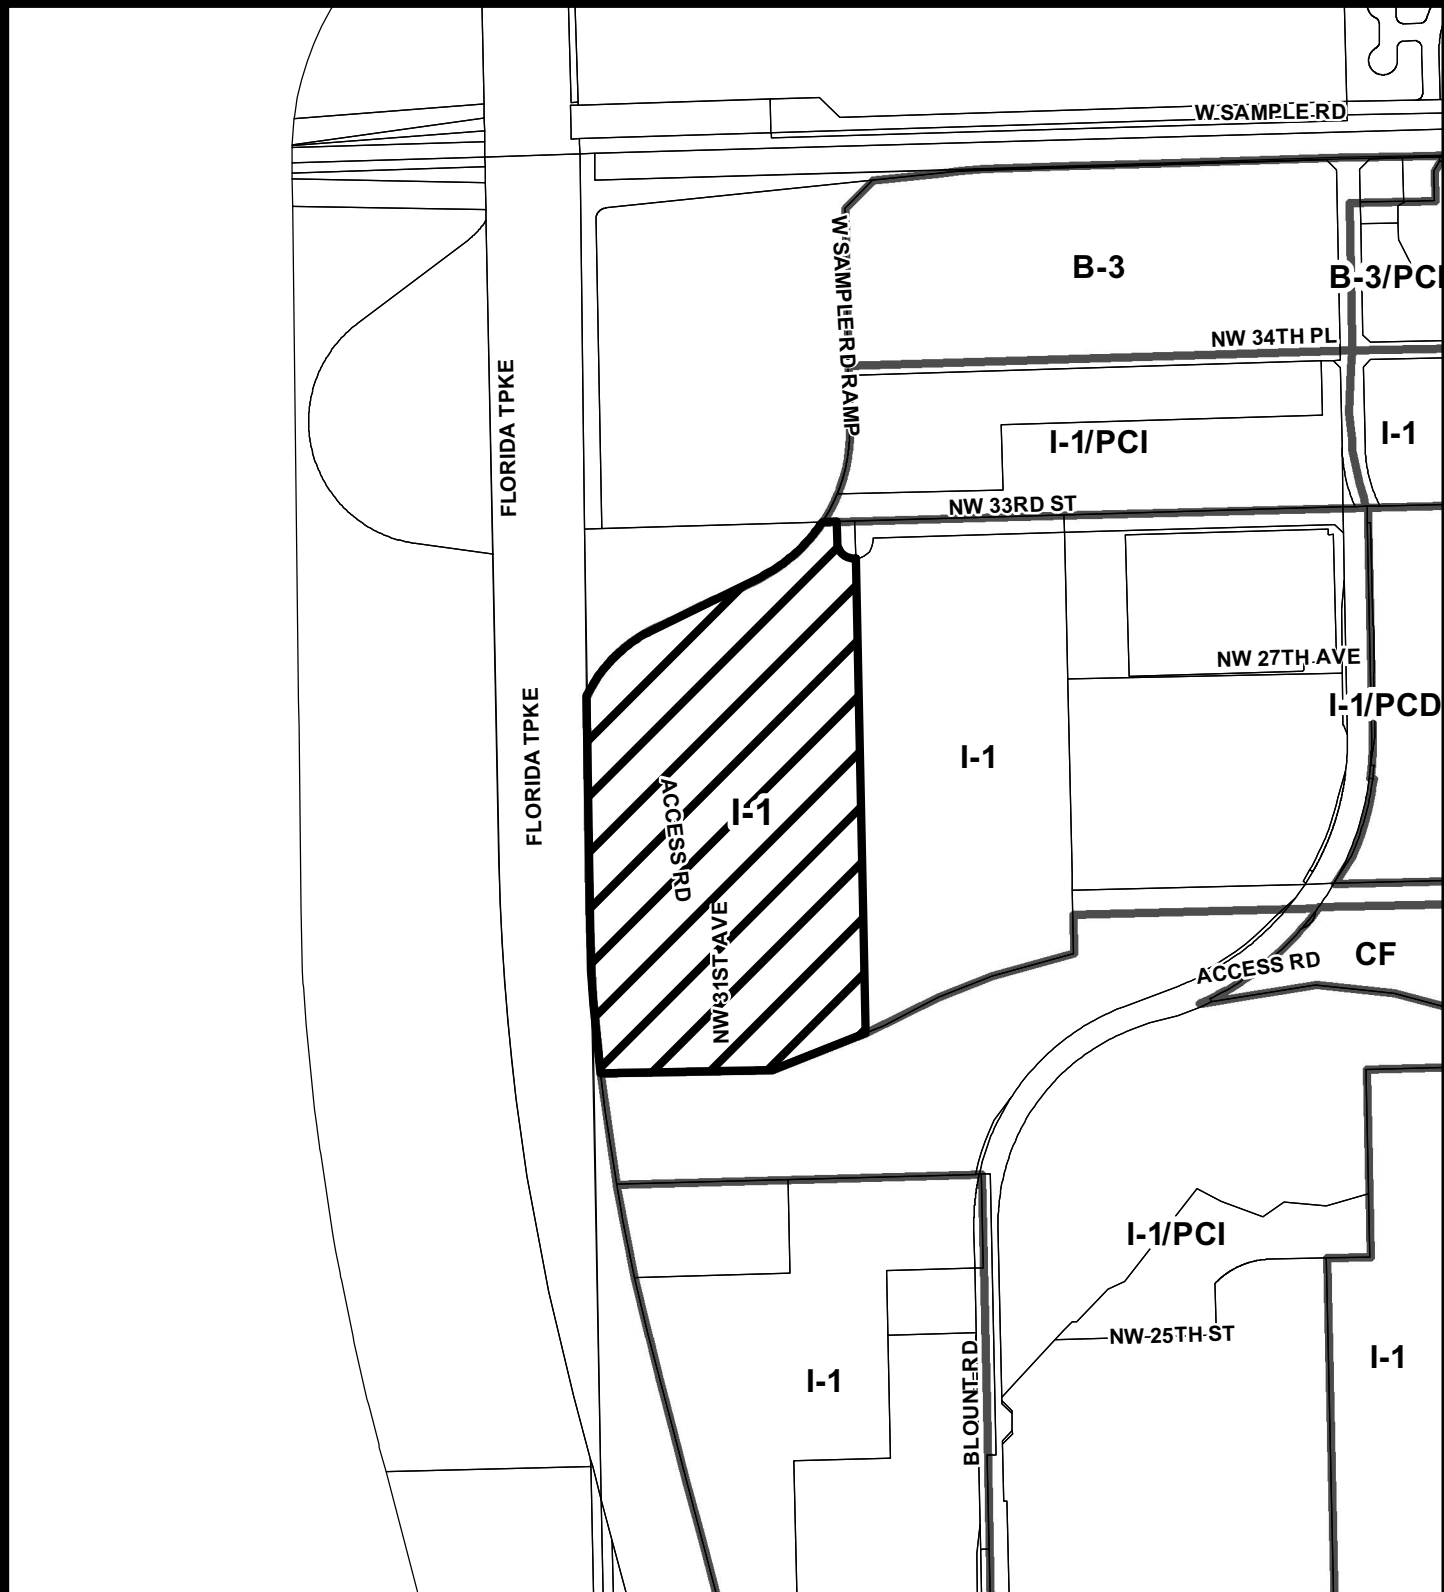 W SAMPLE RD
B-3
B-3/PCI
W SAMPLE RD RAMP
NW 34TH PL
FLORIDA TPKE
I-1/PCI
I-1
NW 33RD ST
NW 27TH AVE
I-1/PCD
FLORIDA TPKE
I-1
I-1
ACCESS RD
NW 31ST AVE
CF
ACCESS RD
I-1/PCI
NW 25TH ST
I-1
I-1
BLOUNT RD